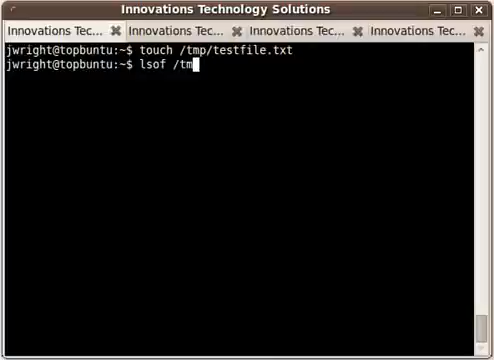 Innovations Technology Solutions
Innovations Tec... Innovations Tec... Innovations Tec... Innovations Tec...
jwright@topbuntu:~$ touch /tmp/testfile.txt
jwright@topbuntu:~$ lsof /tm